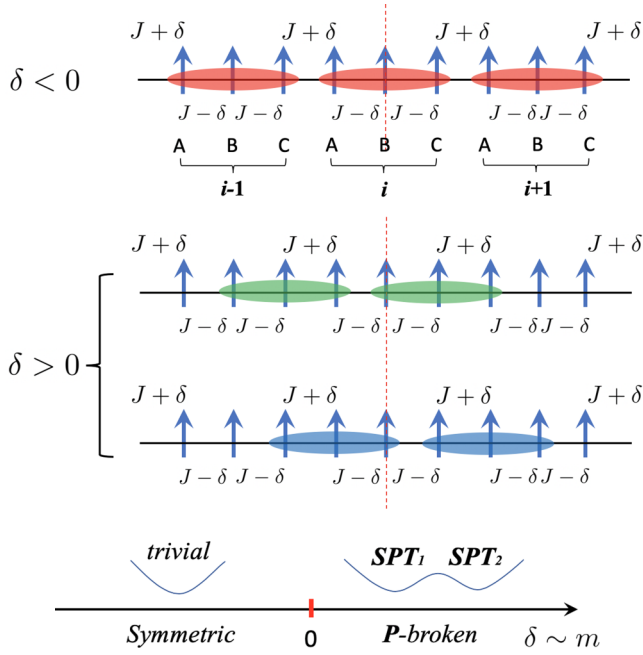 J + δ J + δ J + δ J + δ
δ < 0
J − δ J − δ J − δ J − δ J − δ J − δ
A B C A B C A B C
i-1 i i+1
J + δ J + δ J + δ J + δ
J − δ J − δ J − δ J − δ J − δ J − δ
δ > 0
J + δ J + δ J + δ J + δ
J − δ J − δ J − δ J − δ J − δ J − δ
trivial SPT₁ SPT₂
Symmetric 0 P-broken δ ∼ m